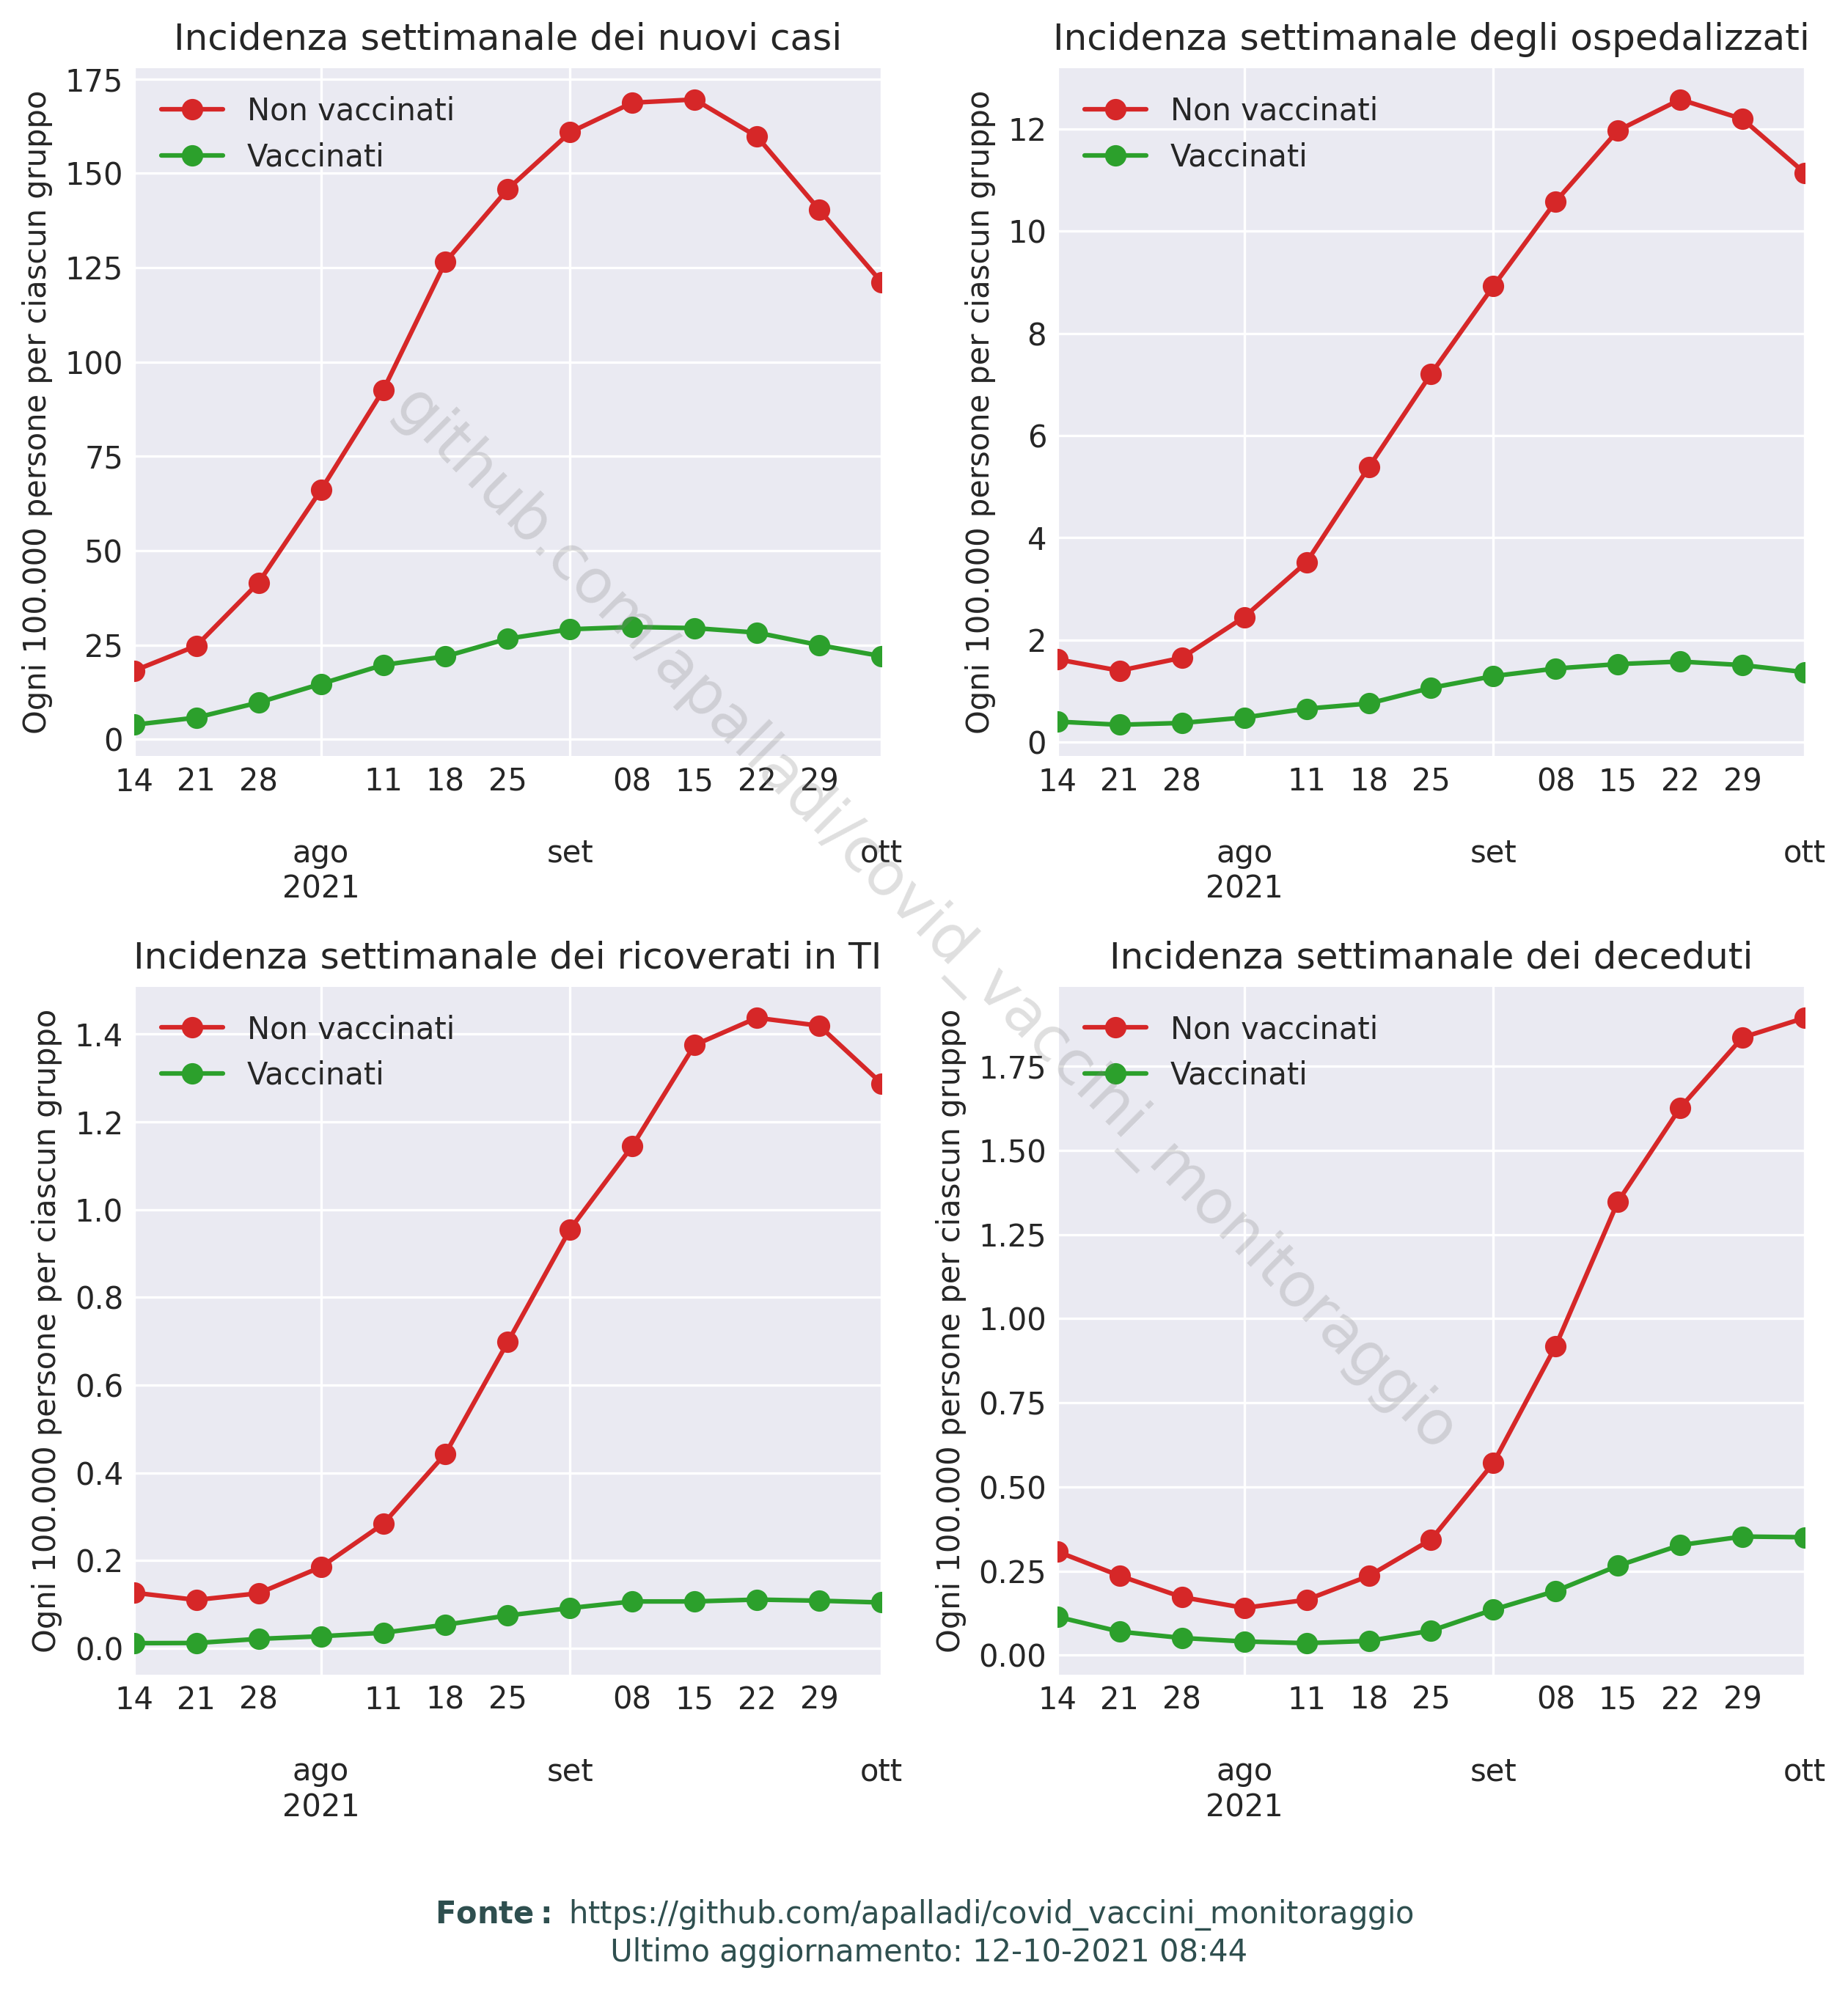 Incidenza settimanale dei nuovi casi
Ogni 100.000 persone per ciascun gruppo
175
150
125
100
75
50
25
0
Non vaccinati
Vaccinati
14 21 28 11 18 25 08 15 22 29
ago set ott
2021
Incidenza settimanale degli ospedalizzati
Ogni 100.000 persone per ciascun gruppo
12
10
8
6
4
2
0
Non vaccinati
Vaccinati
14 21 28 11 18 25 08 15 22 29
ago set ott
2021
Incidenza settimanale dei ricoverati in TI
Ogni 100.000 persone per ciascun gruppo
1.4
1.2
1.0
0.8
0.6
0.4
0.2
0.0
Non vaccinati
Vaccinati
14 21 28 11 18 25 08 15 22 29
ago set ott
2021
Incidenza settimanale dei deceduti
Ogni 100.000 persone per ciascun gruppo
1.75
1.50
1.25
1.00
0.75
0.50
0.25
0.00
Non vaccinati
Vaccinati
14 21 28 11 18 25 08 15 22 29
ago set ott
2021
github.com/apalladi/covid_vaccini_monitoraggio
Fonte: https://github.com/apalladi/covid_vaccini_monitoraggio
Ultimo aggiornamento: 12-10-2021 08:44